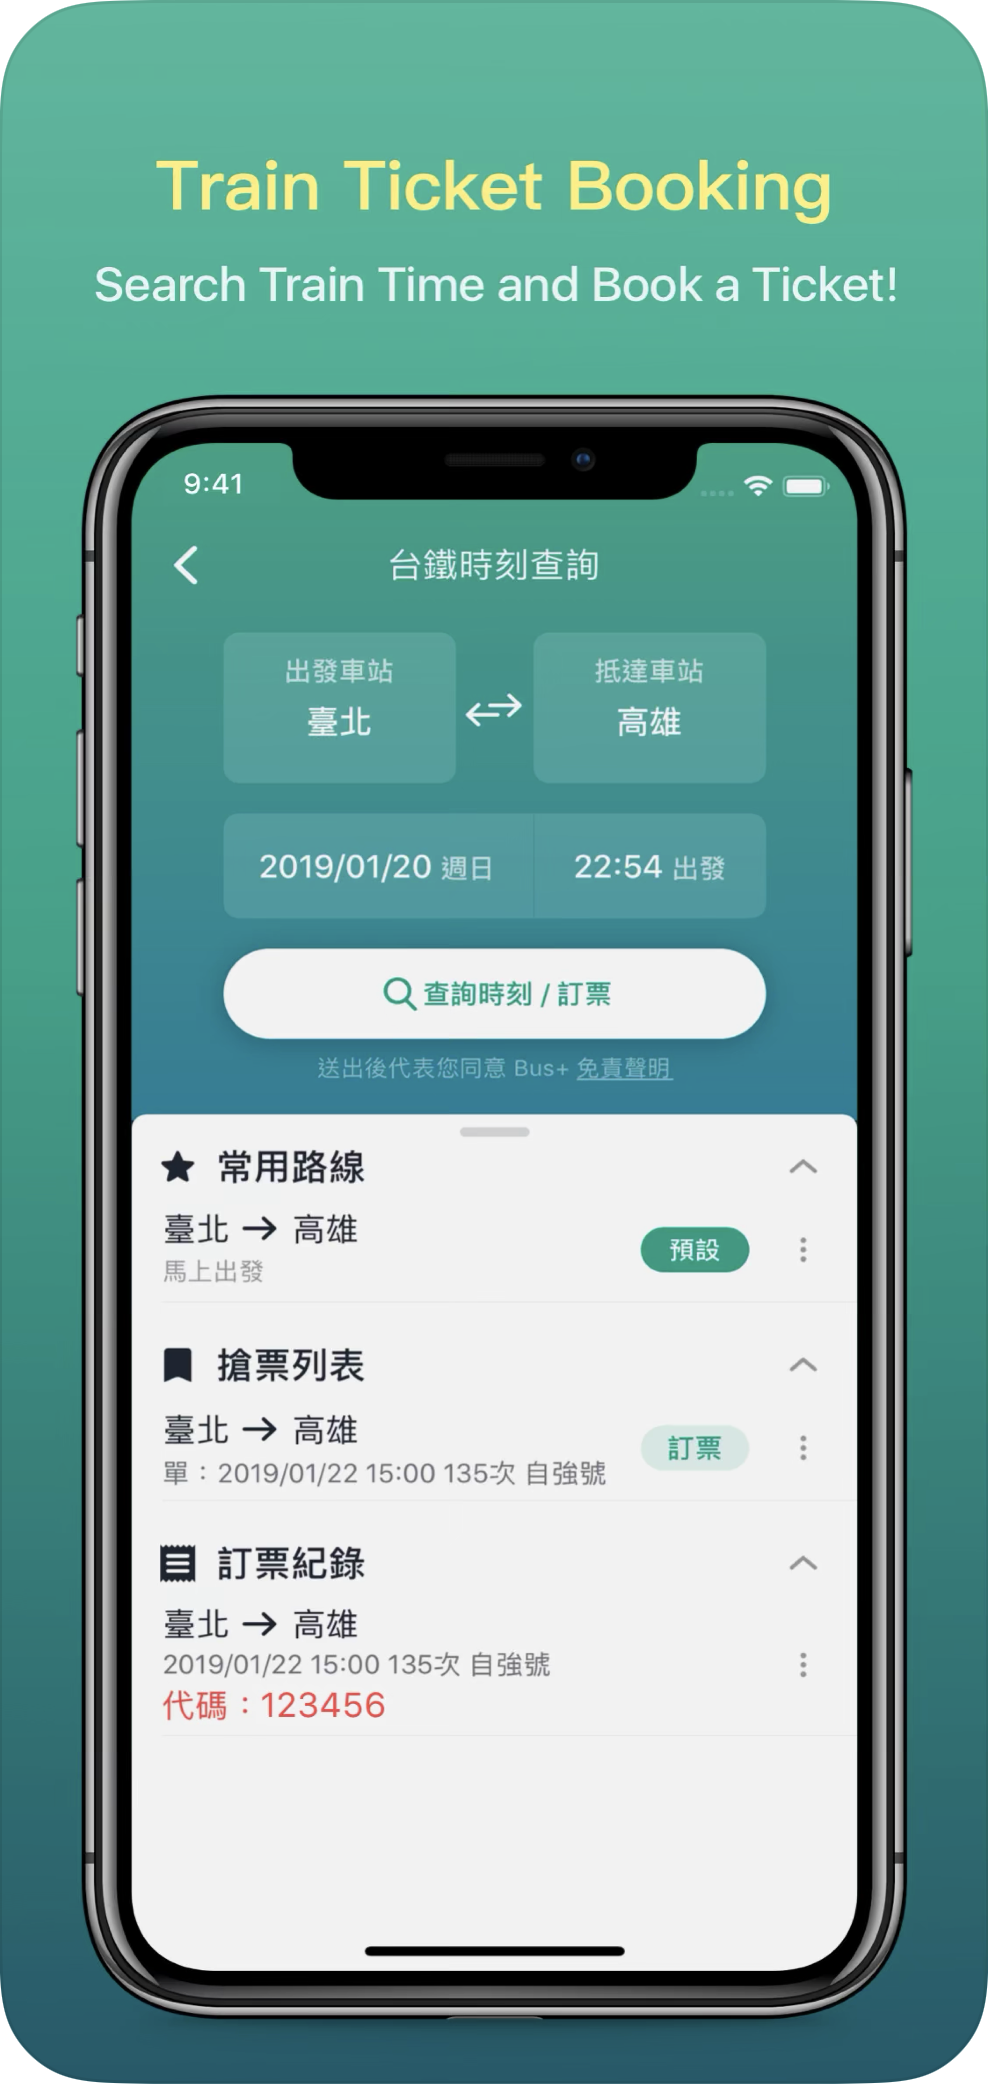 Train Ticket Booking
Search Train Time and Book a Ticket!
9:41
台鐵時刻查詢
出發車站
臺北
抵達車站
高雄
2019/01/20 週日
22:54 出發
查詢時刻 / 訂票
送出後代表您同意 Bus+ 免責聲明
常用路線
臺北 → 高雄
預設
馬上出發
搶票列表
臺北 → 高雄
訂票
單：2019/01/22 15:00 135次 自強號
訂票紀錄
臺北 → 高雄
2019/01/22 15:00 135次 自強號
代碼：123456